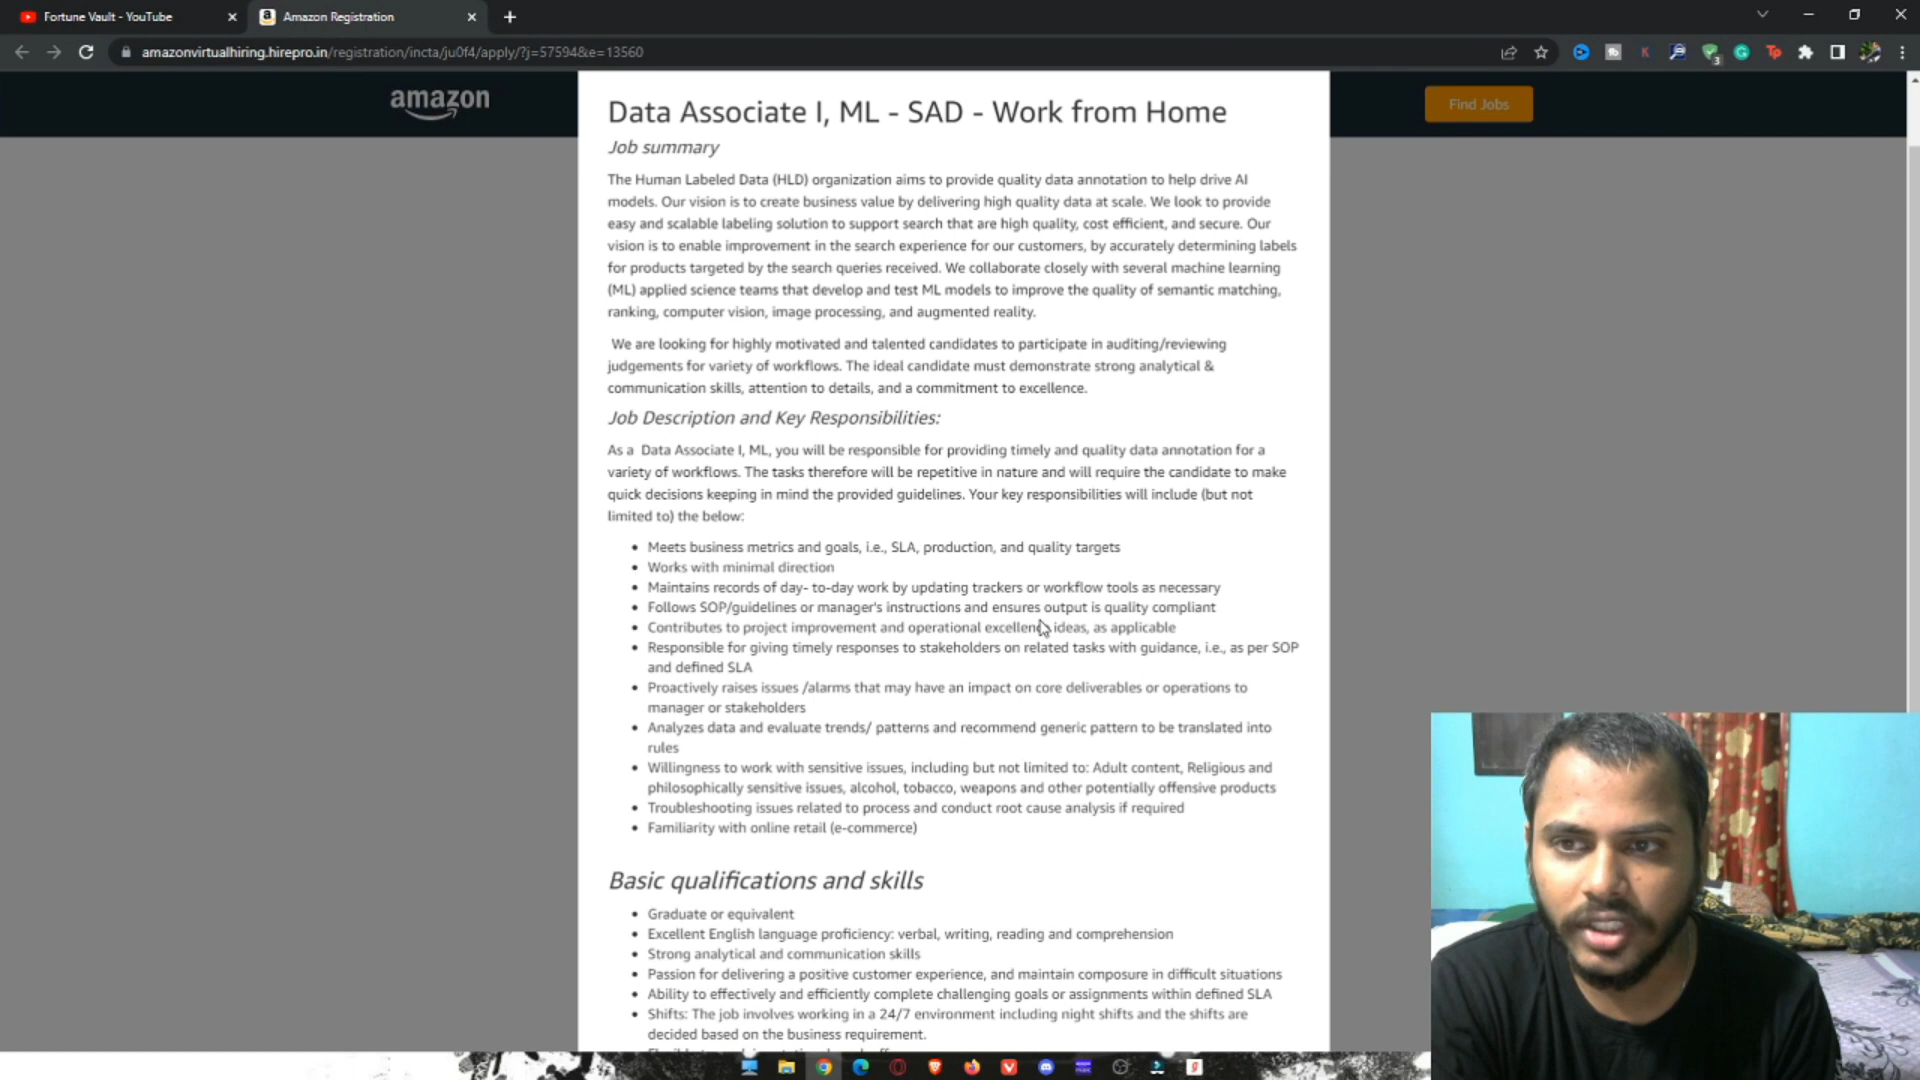 Fortune Vault - YouTube
Amazon Registration
amazonvirtualhiring.hirepro.in/registration/incta/ju0f4/apply/?j=57594&e=13560
3
amazon
Find Jobs
Data Associate I, ML - SAD - Work from Home
Job summary
The Human Labeled Data (HLD) organization aims to provide quality data annotation to help drive AI
models. Our vision is to create business value by delivering high quality data at scale. We look to provide
easy and scalable labeling solution to support search that are high quality, cost efficient, and secure. Our
vision is to enable improvement in the search experience for our customers, by accurately determining labels
for products targeted by the search queries received. We collaborate closely with several machine learning
(ML) applied science teams that develop and test ML models to improve the quality of semantic matching,
ranking, computer vision, image processing, and augmented reality.
We are looking for highly motivated and talented candidates to participate in auditing/reviewing
judgements for variety of workflows. The ideal candidate must demonstrate strong analytical &
communication skills, attention to details, and a commitment to excellence.
Job Description and Key Responsibilities:
As a Data Associate I, ML, you will be responsible for providing timely and quality data annotation for a
variety of workflows. The tasks therefore will be repetitive in nature and will require the candidate to make
quick decisions keeping in mind the provided guidelines. Your key responsibilities will include (but not
limited to) the below:
• Meets business metrics and goals, i.e., SLA, production, and quality targets
• Works with minimal direction
• Maintains records of day- to-day work by updating trackers or workflow tools as necessary
• Follows SOP/guidelines or manager's instructions and ensures output is quality compliant
• Contributes to project improvement and operational excellence ideas, as applicable
• Responsible for giving timely responses to stakeholders on related tasks with guidance, i.e., as per SOP
and defined SLA
• Proactively raises issues /alarms that may have an impact on core deliverables or operations to
manager or stakeholders
• Analyzes data and evaluate trends/ patterns and recommend generic pattern to be translated into
rules
• Willingness to work with sensitive issues, including but not limited to: Adult content, Religious and
philosophically sensitive issues, alcohol, tobacco, weapons and other potentially offensive products
• Troubleshooting issues related to process and conduct root cause analysis if required
• Familiarity with online retail (e-commerce)
Basic qualifications and skills
• Graduate or equivalent
• Excellent English language proficiency: verbal, writing, reading and comprehension
• Strong analytical and communication skills
• Passion for delivering a positive customer experience, and maintain composure in difficult situations
• Ability to effectively and efficiently complete challenging goals or assignments within defined SLA
• Shifts: The job involves working in a 24/7 environment including night shifts and the shifts are
decided based on the business requirement.